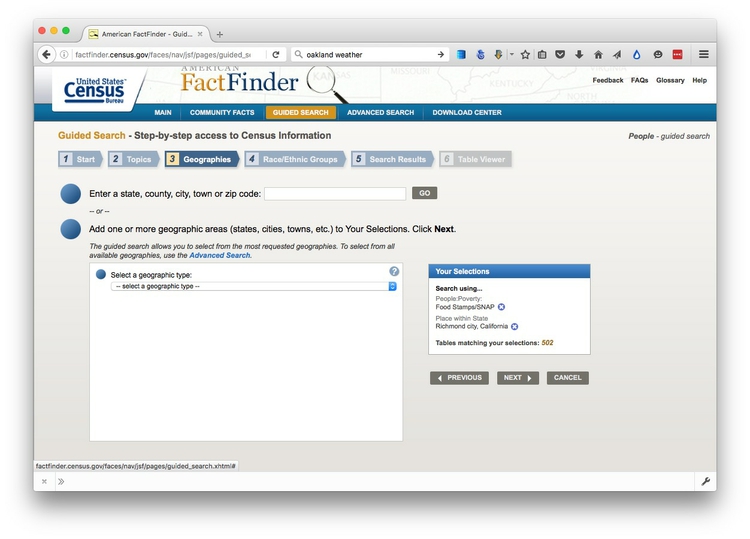 American FactFinder - Guid...
factfinder.census.gov/faces/nav/jsf/pages/guided_s
oakland weather
United States®
Census
Bureau
AMERICAN
FactFinder
KANSAS
MISSOURI
KENTUCKY
NORTH
Feedback FAQs Glossary Help
MAIN COMMUNITY FACTS GUIDED SEARCH ADVANCED SEARCH DOWNLOAD CENTER
Guided Search - Step-by-step access to Census Information
People - guided search
1 Start 2 Topics 3 Geographies 4 Race/Ethnic Groups 5 Search Results 6 Table Viewer
Enter a state, county, city, town or zip code: GO
-- or --
Add one or more geographic areas (states, cities, towns, etc.) to Your Selections. Click Next.
The guided search allows you to select from the most requested geographies. To select from all
available geographies, use the Advanced Search.
Select a geographic type:
-- select a geographic type --
Your Selections
Search using...
People:Poverty:
Food Stamps/SNAP
Place within State
Richmond city, California
Tables matching your selections: 502
PREVIOUS NEXT CANCEL
factfinder.census.gov/faces/nav/jsf/pages/guided_search.xhtml#